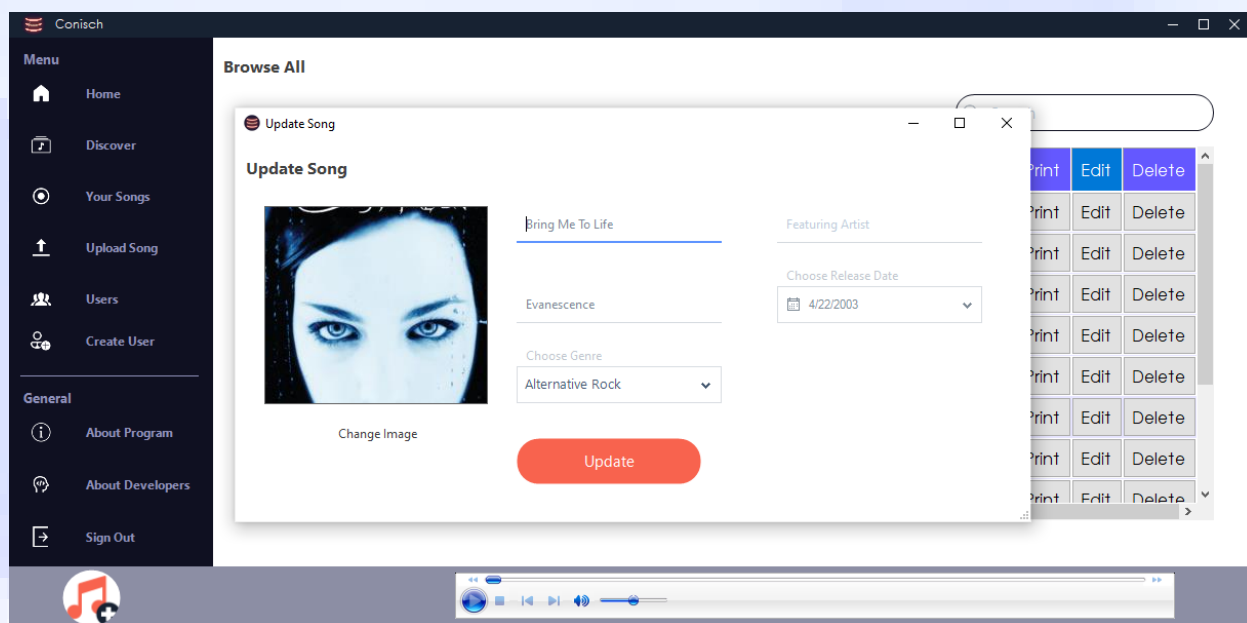 Conisch
Menu
Home
Discover
Your Songs
Upload Song
Users
Create User
General
About Program
About Developers
Sign Out
Browse All
Update Song
Update Song
Bring Me To Life
Featuring Artist
Choose Release Date
4/22/2003
Evanescence
Choose Genre
Alternative Rock
Change Image
Update
Print Edit Delete
Print Edit Delete
Print Edit Delete
Print Edit Delete
Print Edit Delete
Print Edit Delete
Print Edit Delete
Print Edit Delete
Print Edit Delete